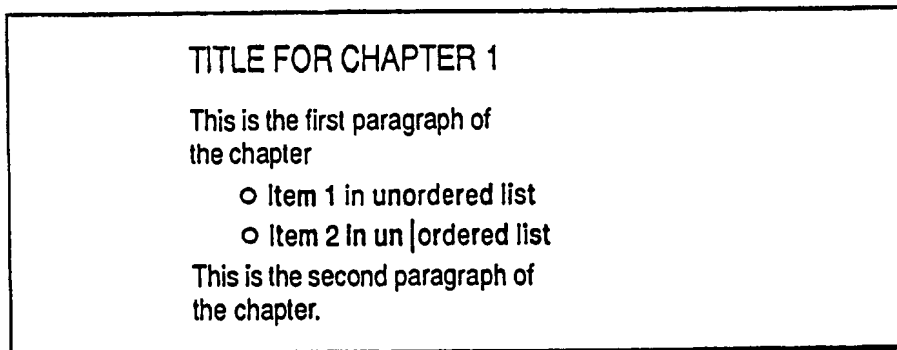 TITLE FOR CHAPTER 1
This is the first paragraph of
the chapter
o Item 1 in unordered list
o Item 2 in un|ordered list
This is the second paragraph of
the chapter.